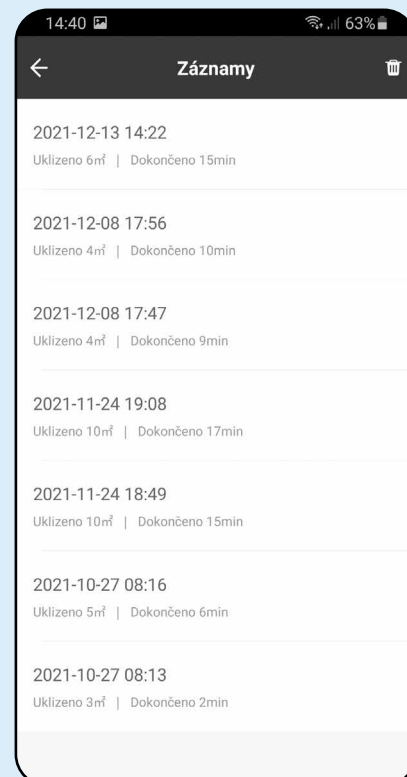 14:40 63%
Záznamy
2021-12-13 14:22
Uklizeno 6㎡ | Dokončeno 15min
2021-12-08 17:56
Uklizeno 4㎡ | Dokončeno 10min
2021-12-08 17:47
Uklizeno 4㎡ | Dokončeno 9min
2021-11-24 19:08
Uklizeno 10㎡ | Dokončeno 17min
2021-11-24 18:49
Uklizeno 10㎡ | Dokončeno 15min
2021-10-27 08:16
Uklizeno 5㎡ | Dokončeno 6min
2021-10-27 08:13
Uklizeno 3㎡ | Dokončeno 2min